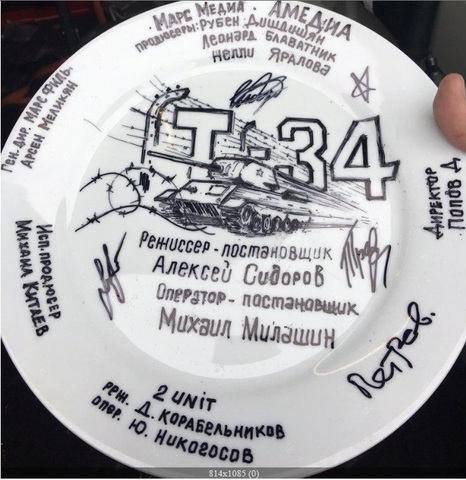 Марс Медиа · АМЕДИА
продюсеры: Рубен Дишдишян
Леонард Блаватник
Нелли Яралова
Ген. дир. Марс Фильм
Арсен Меликян
Т-34
Директор
Попов Д.
Режиссер-постановщик
Алексей Сидоров
Оператор-постановщик
Михаил Милашин
Исп. продюсер
Михаил Китаев
Петров.
2 unit
реж. Д. Корабельников
опер. Ю. Никогосов
814x1085 (0)